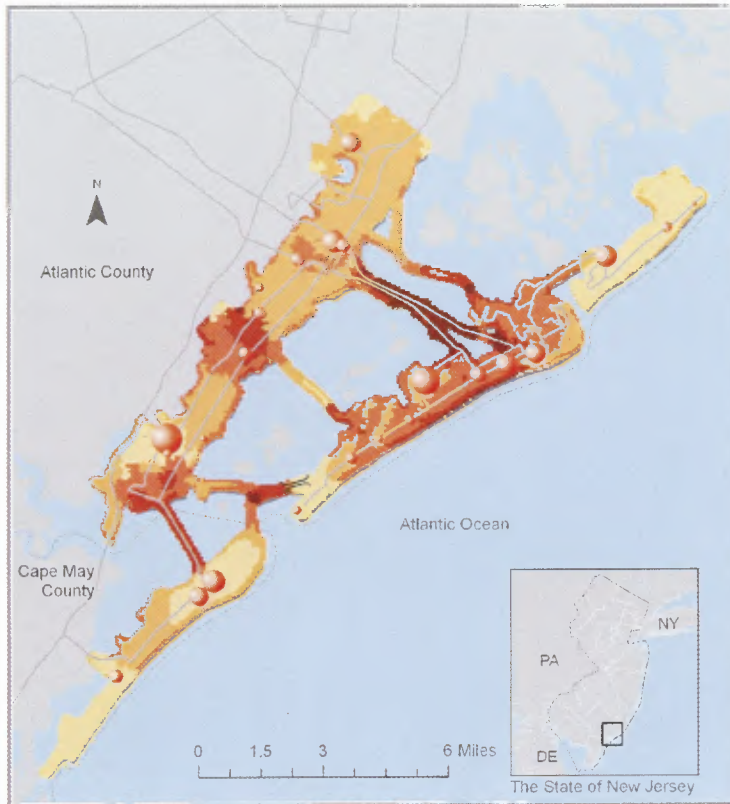 N
Atlantic County
Atlantic Ocean
Cape May
County
0 1.5 3 6 Miles
PA
NY
DE
The State of New Jersey